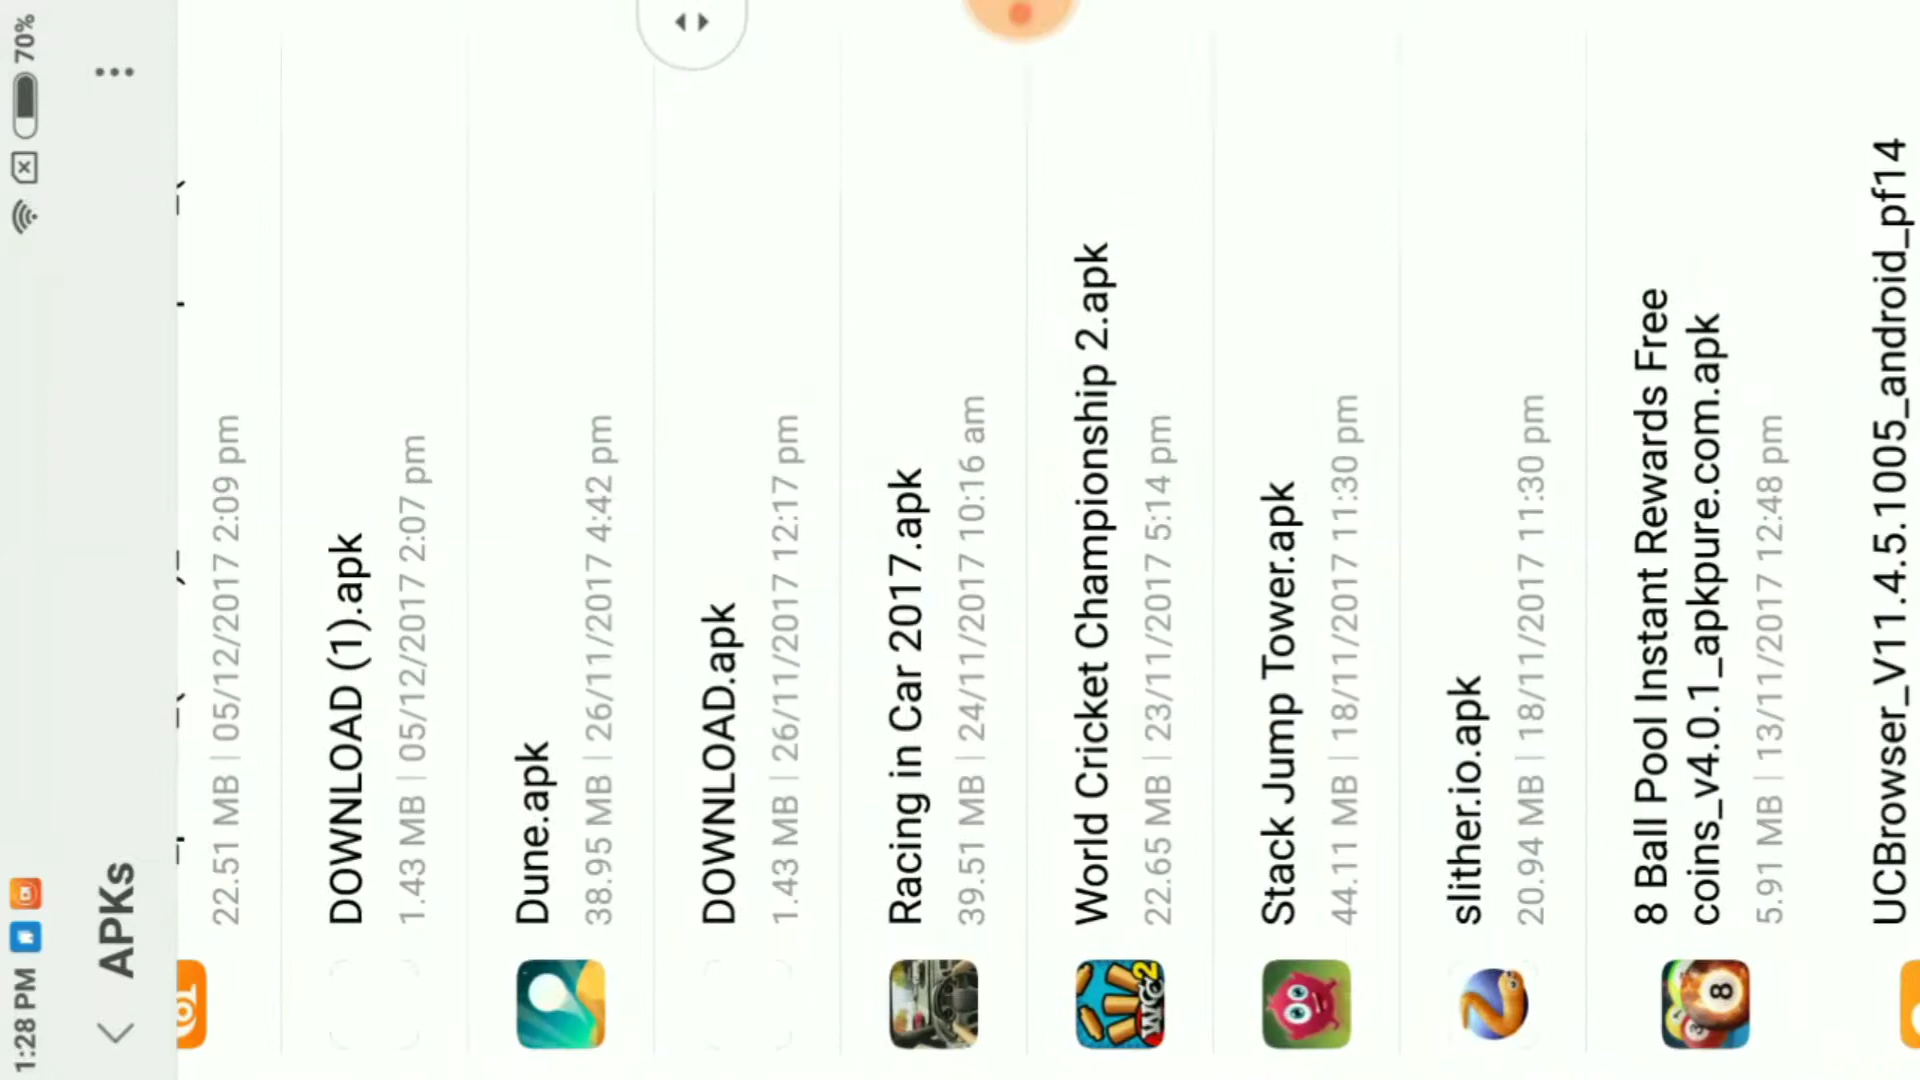 1:28 PM
70%
APKs
22.51 MB | 05/12/2017 2:09 pm
DOWNLOAD (1).apk
1.43 MB | 05/12/2017 2:07 pm
Dune.apk
38.95 MB | 26/11/2017 4:42 pm
DOWNLOAD.apk
1.43 MB | 26/11/2017 12:17 pm
Racing in Car 2017.apk
39.51 MB | 24/11/2017 10:16 am
World Cricket Championship 2.apk
22.65 MB | 23/11/2017 5:14 pm
WCC2
Stack Jump Tower.apk
44.11 MB | 18/11/2017 11:30 pm
slither.io.apk
20.94 MB | 18/11/2017 11:30 pm
8 Ball Pool Instant Rewards Free
coins_v4.0.1_apkpure.com.apk
5.91 MB | 13/11/2017 12:48 pm
8
3
UCBrowser_V11.4.5.1005_android_pf14